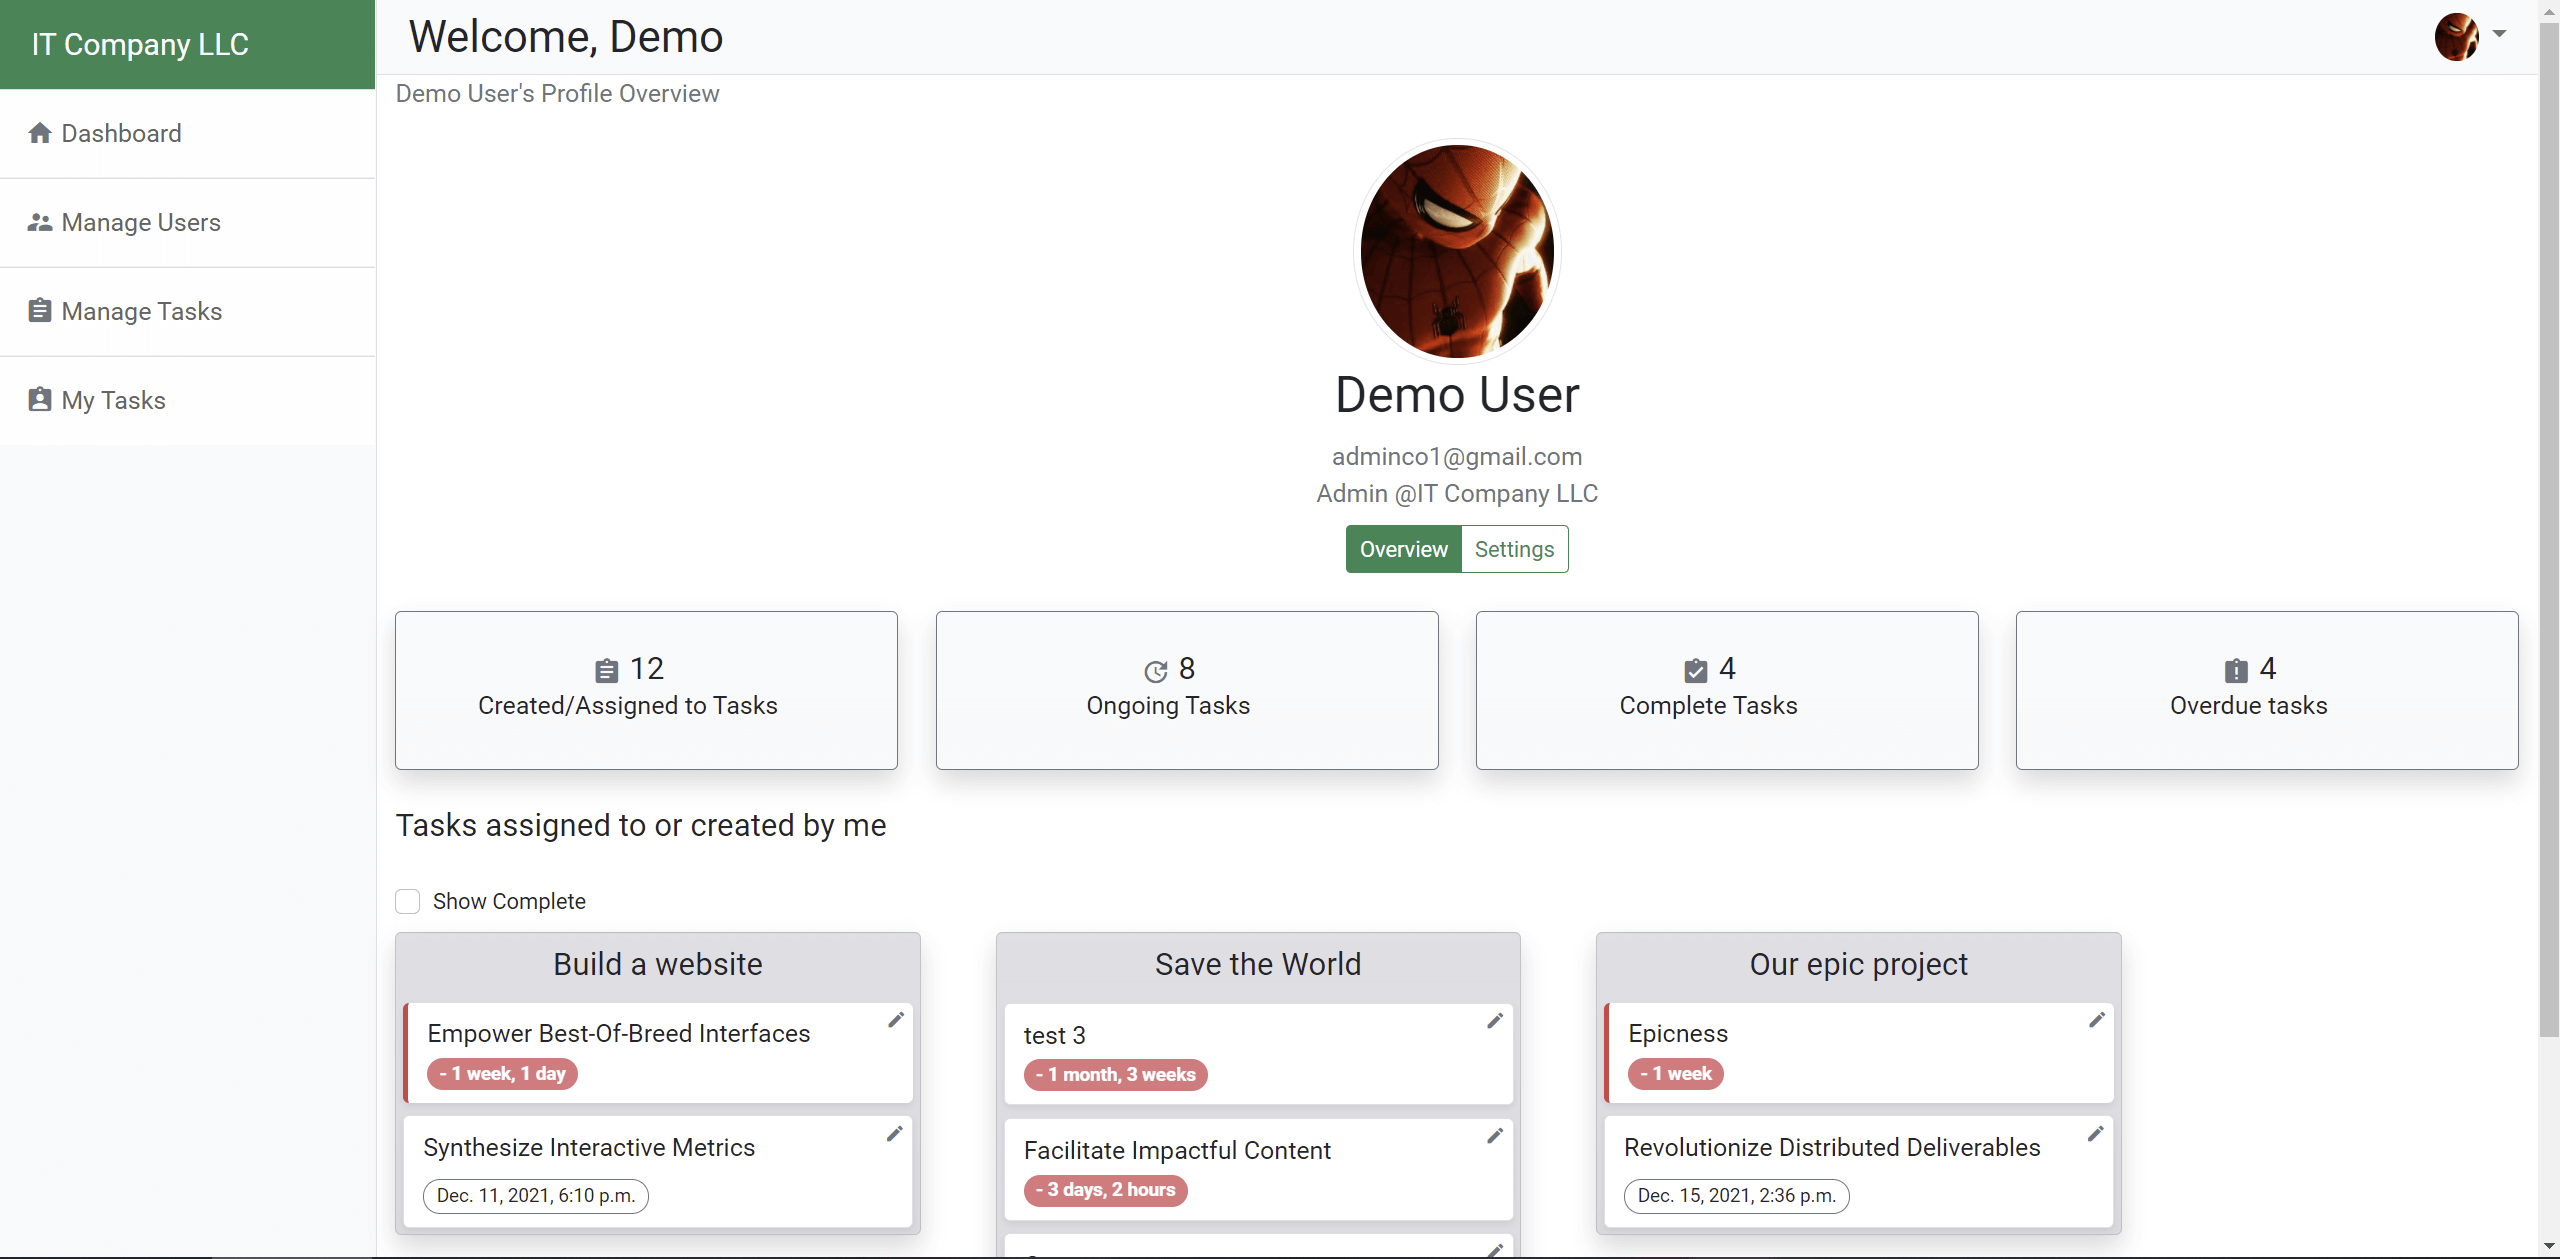 IT Company LLC
Welcome, Demo
Dashboard
Manage Users
Manage Tasks
My Tasks
Demo User's Profile Overview
Demo User
adminco1@gmail.com
Admin @IT Company LLC
Overview Settings
12
Created/Assigned to Tasks
8
Ongoing Tasks
4
Complete Tasks
4
Overdue tasks
Tasks assigned to or created by me
Show Complete
Build a website
Empower Best-Of-Breed Interfaces
- 1 week, 1 day
Synthesize Interactive Metrics
Dec. 11, 2021, 6:10 p.m.
Save the World
test 3
- 1 month, 3 weeks
Facilitate Impactful Content
- 3 days, 2 hours
Our epic project
Epicness
- 1 week
Revolutionize Distributed Deliverables
Dec. 15, 2021, 2:36 p.m.